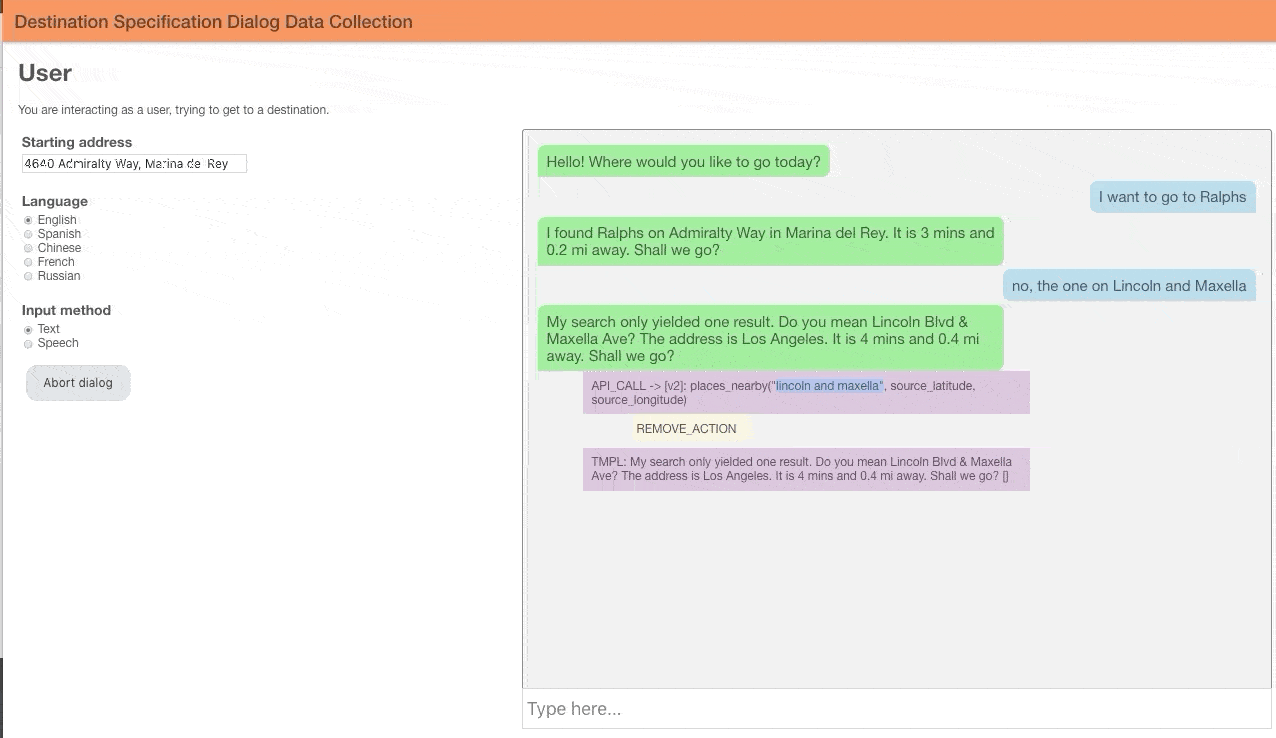 Destination Specification Dialog Data Collection
User
You are interacting as a user, trying to get to a destination.
Starting address
4640 Admiralty Way, Marina del Rey
Language
English
Spanish
Chinese
French
Russian
Input method
Text
Speech
Abort dialog
Hello! Where would you like to go today?
I want to go to Ralphs
I found Ralphs on Admiralty Way in Marina del Rey. It is 3 mins and
0.2 mi away. Shall we go?
no, the one on Lincoln and Maxella
My search only yielded one result. Do you mean Lincoln Blvd &
Maxella Ave? The address is Los Angeles. It is 4 mins and 0.4 mi
away. Shall we go?
API_CALL -> [v2]: places_nearby("lincoln and maxella", source_latitude,
source_longitude)
REMOVE_ACTION
TMPL: My search only yielded one result. Do you mean Lincoln Blvd & Maxella
Ave? The address is Los Angeles. It is 4 mins and 0.4 mi away. Shall we go? []
Type here...